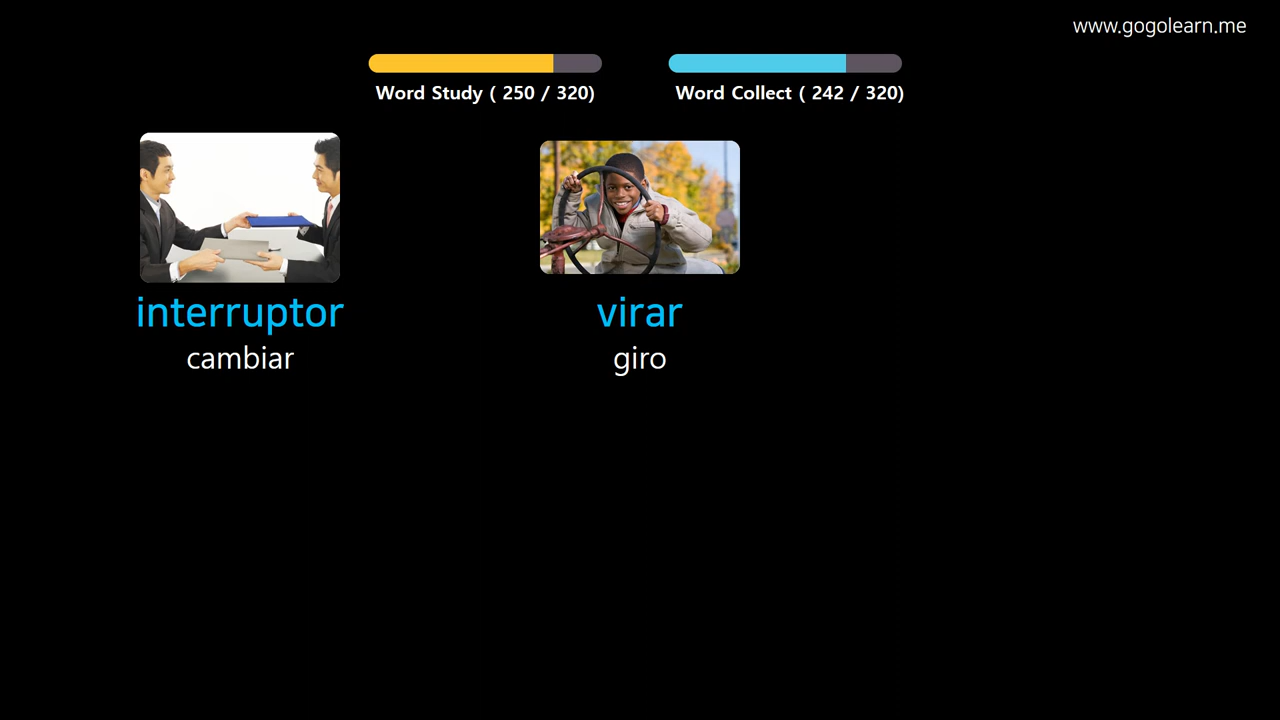 www.gogolearn.me
Word Study ( 250 / 320)
Word Collect ( 242 / 320)
interruptor
cambiar
virar
giro